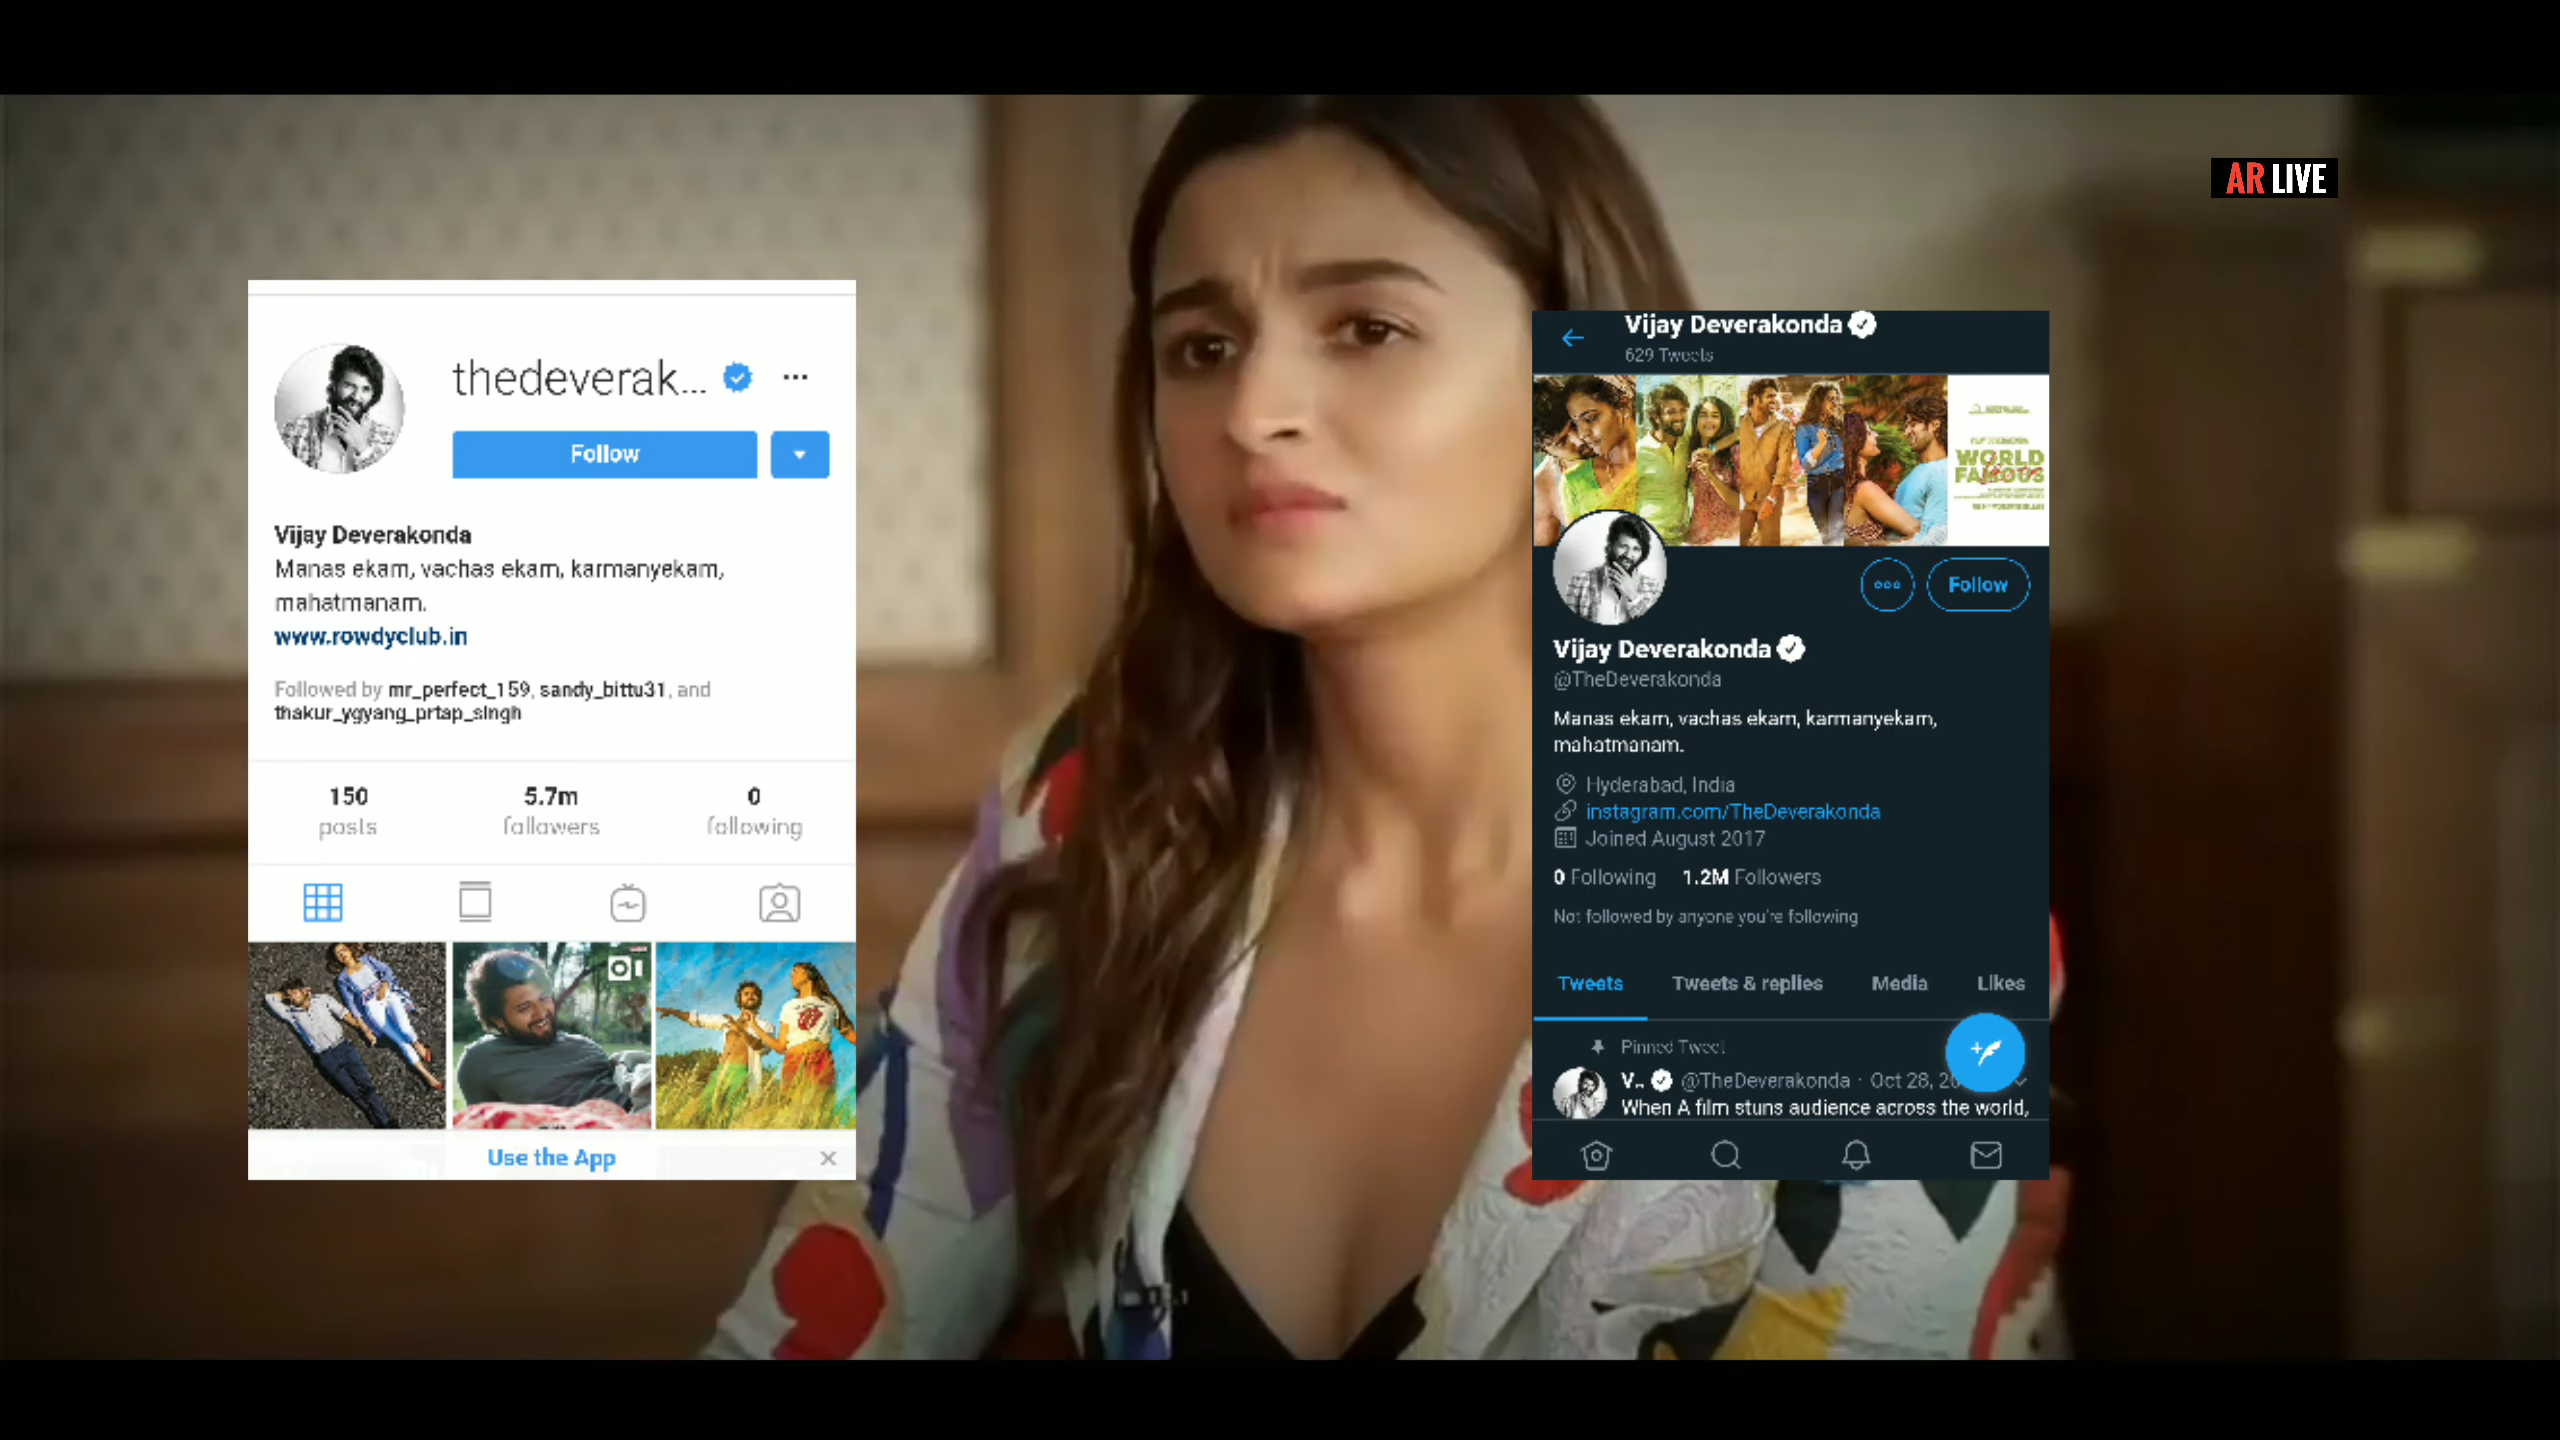 AR LIVE
thedeverak...
Follow
Vijay Deverakonda
Manas ekam, vachas ekam, karmanyekam,
mahatmanam.
www.rowdyclub.in
Followed by mr_perfect_159, sandy_bittu31, and
thakur_ygyang_prtap_singh
150 5.7m 0
posts followers following
Use the App
Vijay Deverakonda
629 Tweets
WORLD
FAMOUS
Follow
Vijay Deverakonda
@TheDeverakonda
Manas ekam, vachas ekam, karmanyekam,
mahatmanam.
Hyderabad, India
instagram.com/TheDeverakonda
Joined August 2017
0 Following 1.2M Followers
Not followed by anyone you're following
Tweets Tweets & replies Media Likes
Pinned Tweet
V.. @TheDeverakonda · Oct 28, 20
When A film stuns audience across the world,